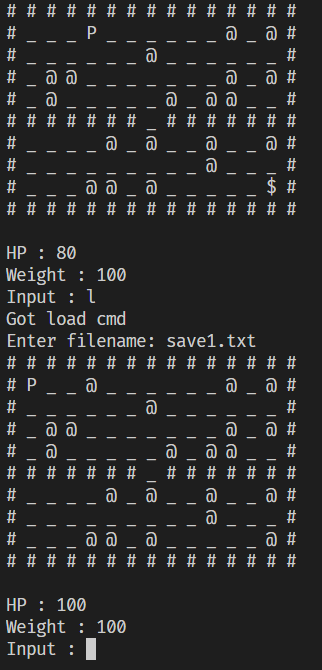 # # # # # # # # # # # # # # #
# _ _ _ P _ _ _ _ _ _ @ _ @ #
# _ _ _ _ _ _ @ _ _ _ _ _ _ #
# _ @ @ _ _ _ _ _ _ _ @ _ @ #
# _ @ _ _ _ _ _ @ _ @ @ _ _ #
# # # # # # # _ # # # # # # #
# _ _ _ _ @ _ @ _ _ @ _ _ @ #
# _ _ _ _ _ _ _ _ _ @ _ _ _ #
# _ _ _ @ @ _ @ _ _ _ _ _ $ #
# # # # # # # # # # # # # # #
HP : 80
Weight : 100
Input : l
Got load cmd
Enter filename: save1.txt
# # # # # # # # # # # # # # #
# P _ _ @ _ _ _ _ _ _ @ _ @ #
# _ _ _ _ _ _ @ _ _ _ _ _ _ #
# _ @ @ _ _ _ _ _ _ _ @ _ @ #
# _ @ _ _ _ _ _ @ _ @ @ _ _ #
# # # # # # # _ # # # # # # #
# _ _ _ _ @ _ @ _ _ @ _ _ @ #
# _ _ _ _ _ _ _ _ _ @ _ _ _ #
# _ _ _ @ @ _ @ _ _ _ _ _ @ #
# # # # # # # # # # # # # # #
HP : 100
Weight : 100
Input :